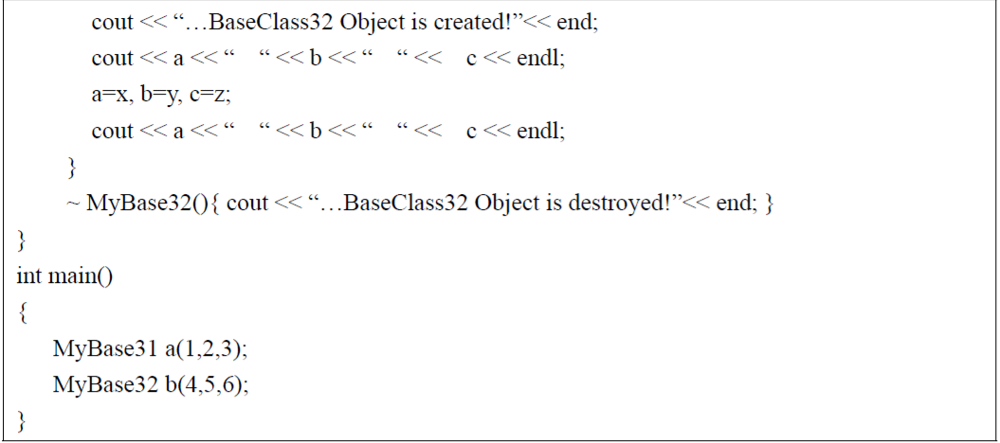 cout << “…BaseClass32 Object is created!”<< end;
cout << a << “ “ << b << “ “ << c << endl;
a=x, b=y, c=z;
cout << a << “ “ << b << “ “ << c << endl;
}
~ MyBase32(){ cout << “…BaseClass32 Object is destroyed!”<< end; }
}
int main()
{
MyBase31 a(1,2,3);
MyBase32 b(4,5,6);
}